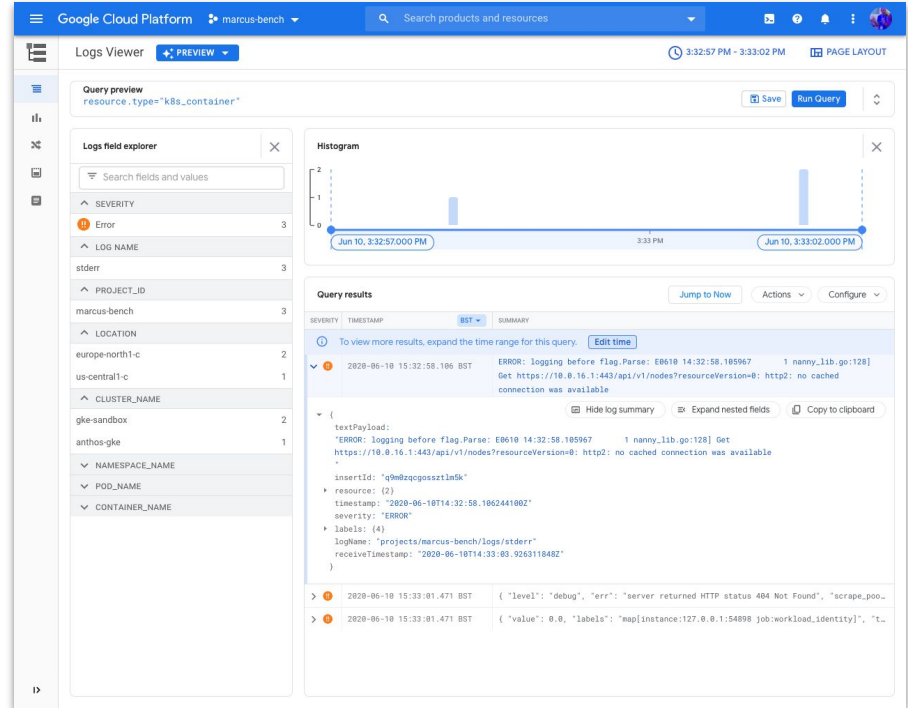 Google Cloud Platform
marcus-bench
Search products and resources
Logs Viewer
PREVIEW
3:32:57 PM - 3:33:02 PM
PAGE LAYOUT
Query preview
resource.type="k8s_container"
Save
Run Query
Logs field explorer
Search fields and values
SEVERITY
Error 3
LOG NAME
stderr 3
PROJECT_ID
marcus-bench 3
LOCATION
europe-north1-c 2
us-central1-c 1
CLUSTER_NAME
gke-sandbox 2
anthos-gke 1
NAMESPACE_NAME
POD_NAME
CONTAINER_NAME
Histogram
2
1
0
Jun 10, 3:32:57.000 PM
3:33 PM
Jun 10, 3:33:02.000 PM
Query results
Jump to Now
Actions
Configure
SEVERITY TIMESTAMP BST SUMMARY
To view more results, expand the time range for this query. Edit time
2020-06-10 15:32:58.106 BST
ERROR: logging before flag.Parse: E0610 14:32:58.105967 1 nanny_lib.go:128]
Get https://10.0.16.1:443/api/v1/nodes?resourceVersion=0: http2: no cached
connection was available
Hide log summary
Expand nested fields
Copy to clipboard
{
textPayload:
"ERROR: logging before flag.Parse: E0610 14:32:58.105967 1 nanny_lib.go:128] Get
https://10.0.16.1:443/api/v1/nodes?resourceVersion=0: http2: no cached connection was available
"
insertId: "q9m0zqcgossztlm5k"
resource: {2}
timestamp: "2020-06-10T14:32:58.106244100Z"
severity: "ERROR"
labels: {4}
logName: "projects/marcus-bench/logs/stderr"
receiveTimestamp: "2020-06-10T14:33:03.926311848Z"
}
2020-06-10 15:33:01.471 BST { "level": "debug", "err": "server returned HTTP status 404 Not Found", "scrape_poo…
2020-06-10 15:33:01.471 BST { "value": 0.0, "labels": "map[instance:127.0.0.1:54898 job:workload_identity]", "t…